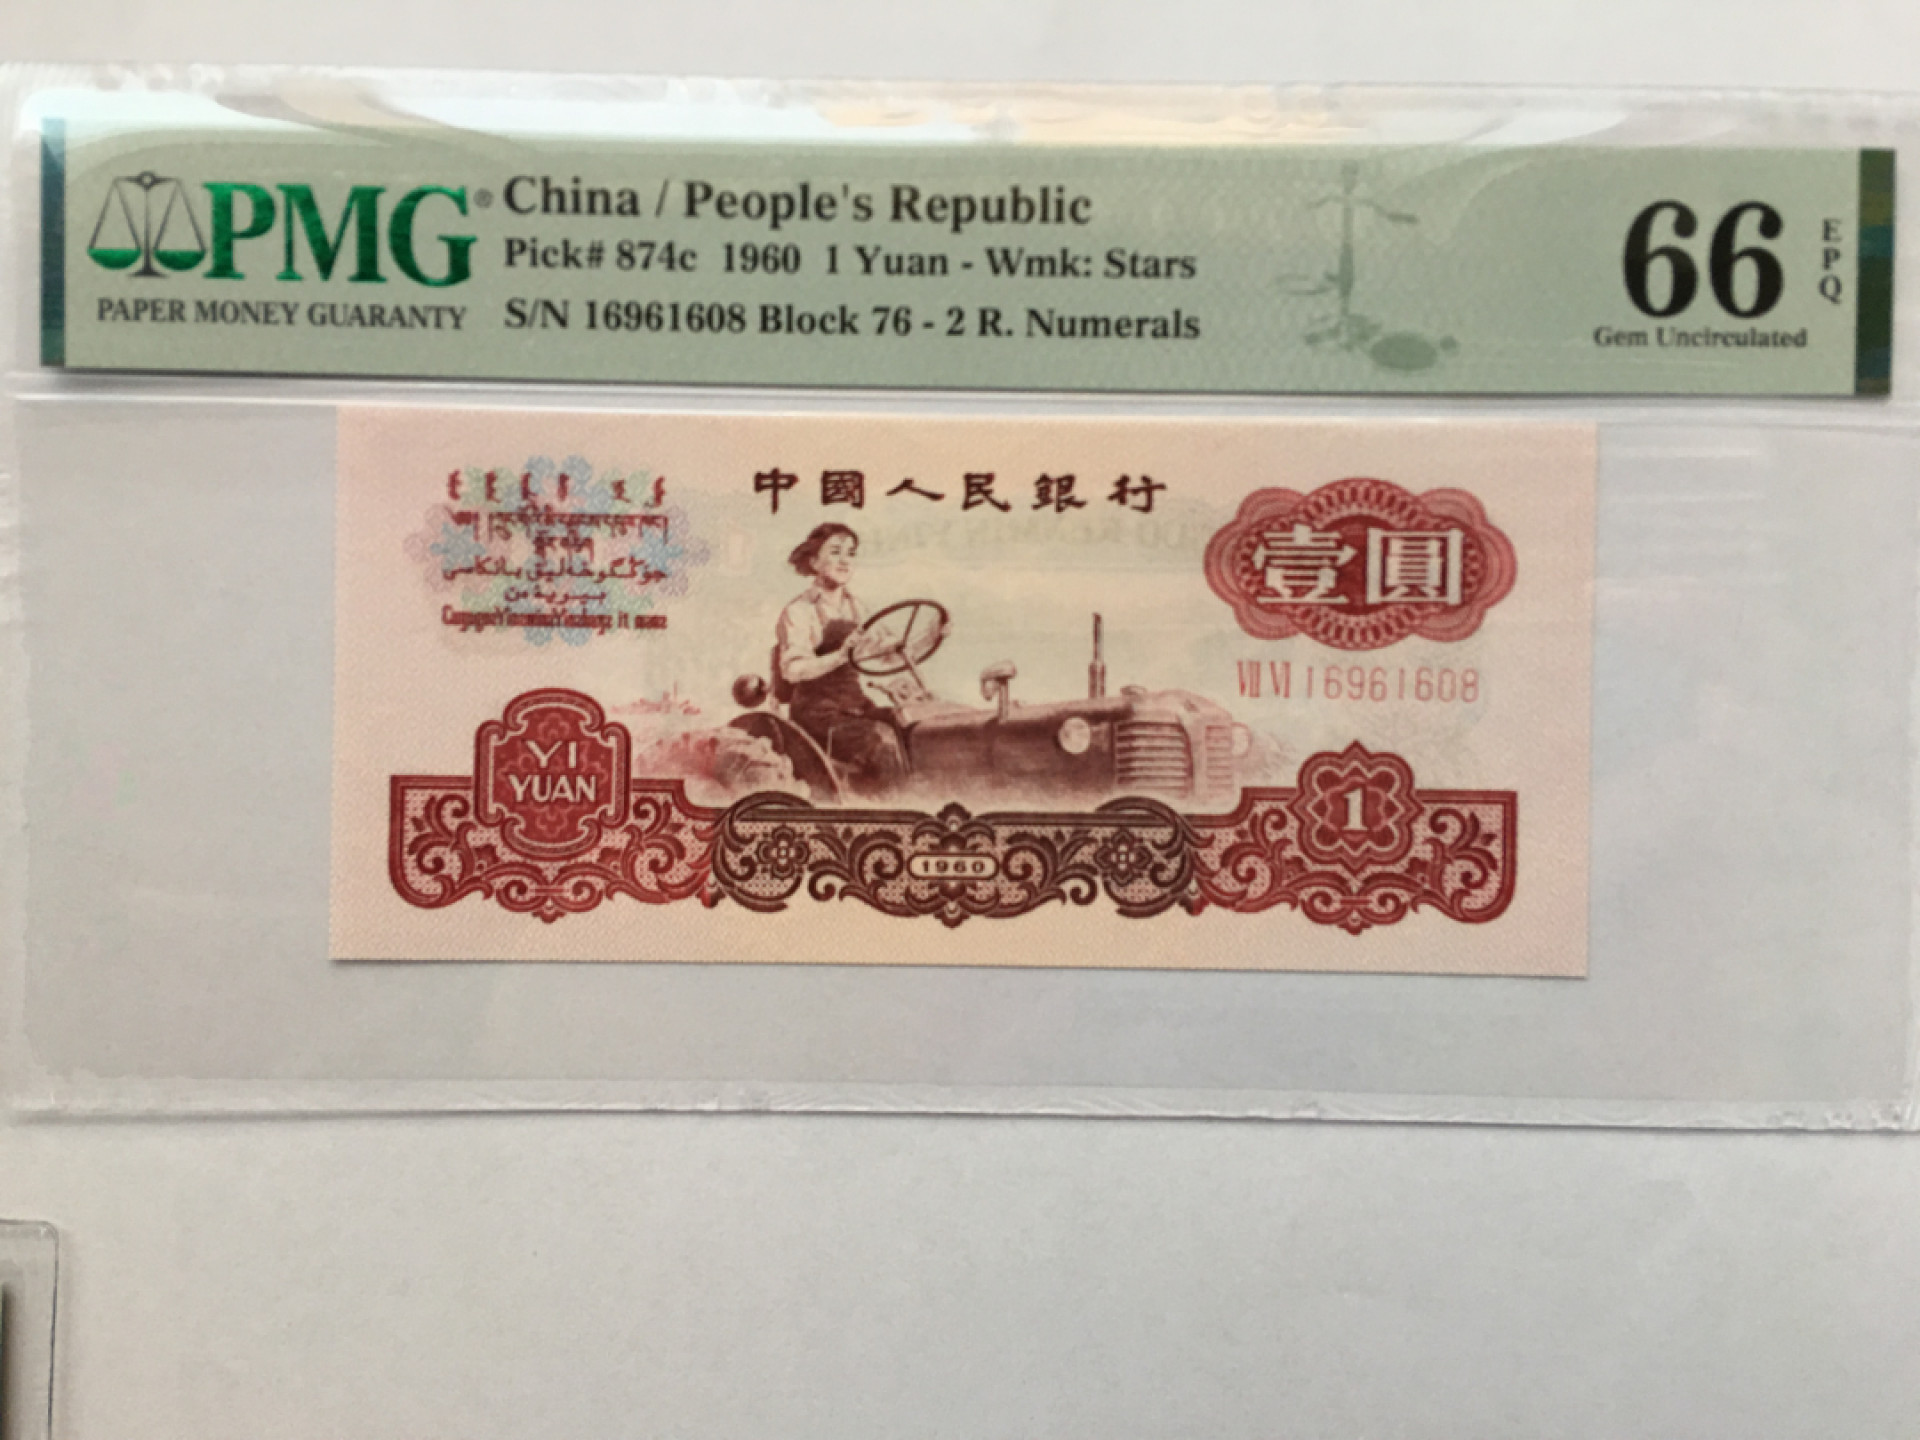 PMG®
PAPER MONEY GUARANTY
China / People's Republic
Pick# 874c 1960 1 Yuan - Wmk: Stars
S/N 16961608 Block 76 - 2 R. Numerals
66
EPQ
Gem Uncirculated
中國人民銀行
壹圓
VII VI 16961608
YI
YUAN
1960
1